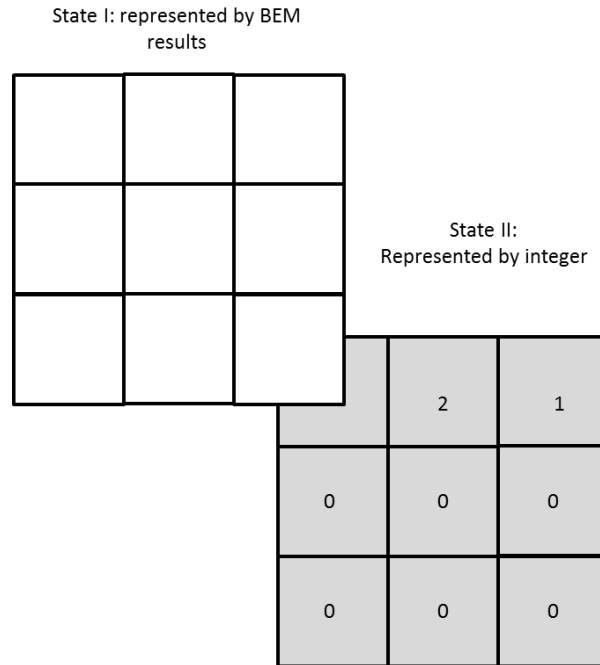 State I: represented by BEM
results
State II:
Represented by integer
2 1
0 0 0
0 0 0